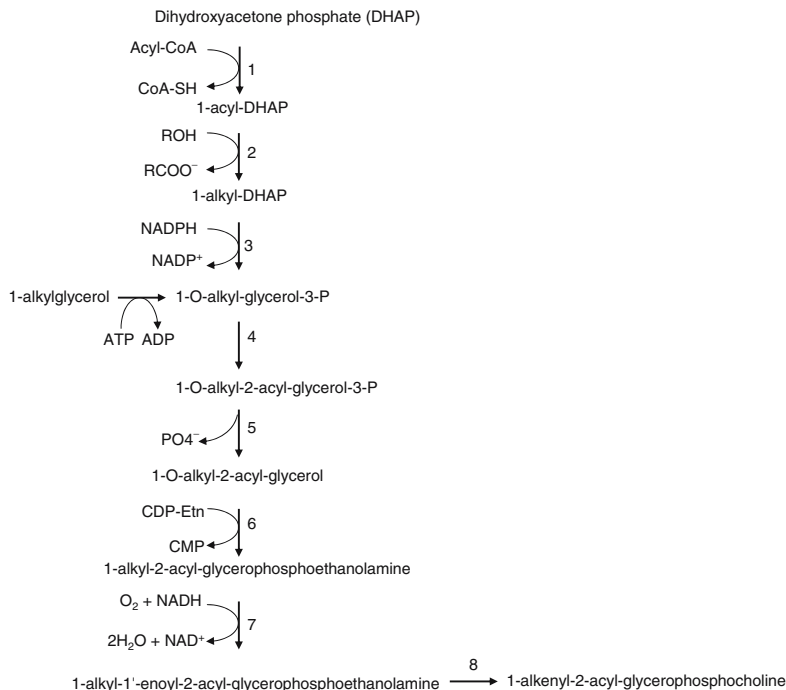 Dihydroxyacetone phosphate (DHAP)
Acyl-CoA
1
CoA-SH
1-acyl-DHAP
ROH
2
RCOO⁻
1-alkyl-DHAP
NADPH
3
NADP⁺
1-alkylglycerol
1-O-alkyl-glycerol-3-P
ATP ADP
4
1-O-alkyl-2-acyl-glycerol-3-P
5
PO4⁻
1-O-alkyl-2-acyl-glycerol
CDP-Etn
6
CMP
1-alkyl-2-acyl-glycerophosphoethanolamine
O₂ + NADH
7
2H₂O + NAD⁺
8
1-alkyl-1'-enoyl-2-acyl-glycerophosphoethanolamine
1-alkenyl-2-acyl-glycerophosphocholine